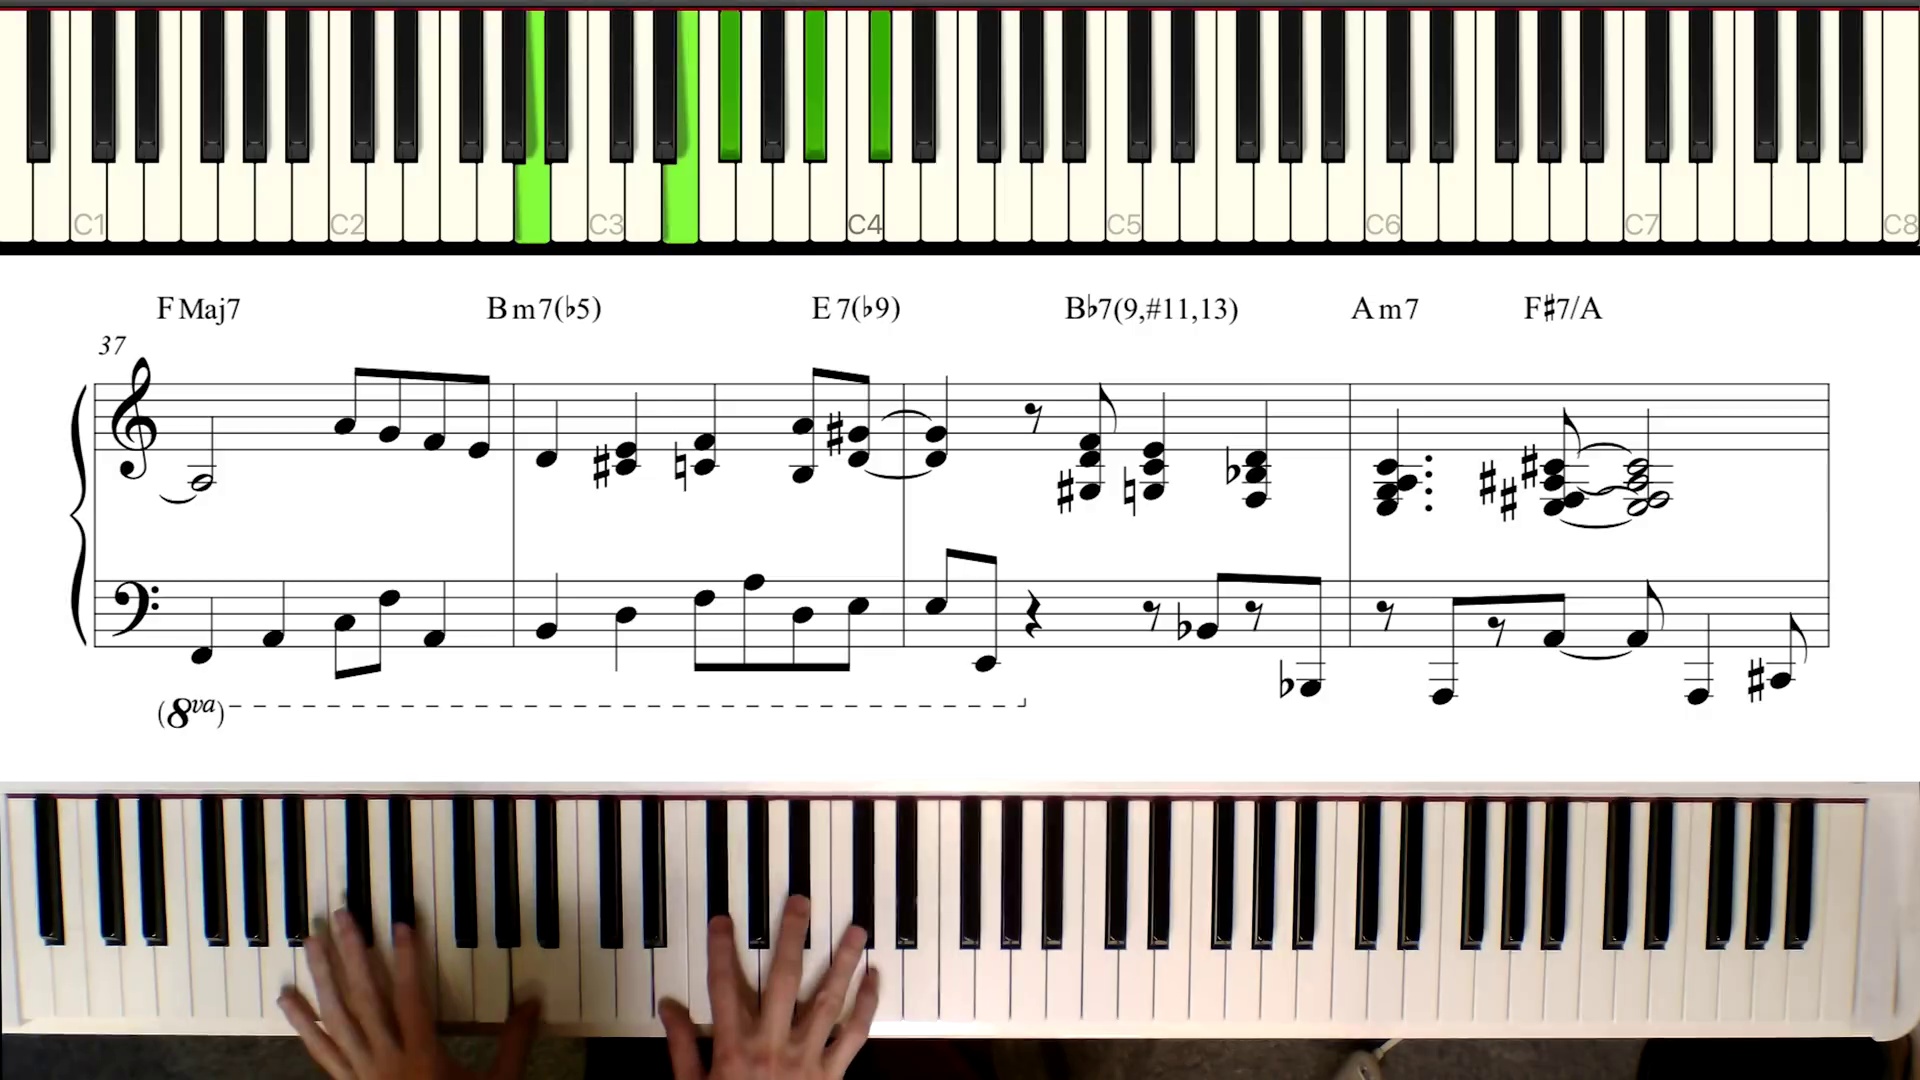 C1 C2 C3 C4 C5 C6 C7 C8
F Maj7 B m7(♭5) E 7(♭9) B♭7(9,#11,13) A m7 F♯7/A
37
(8va)